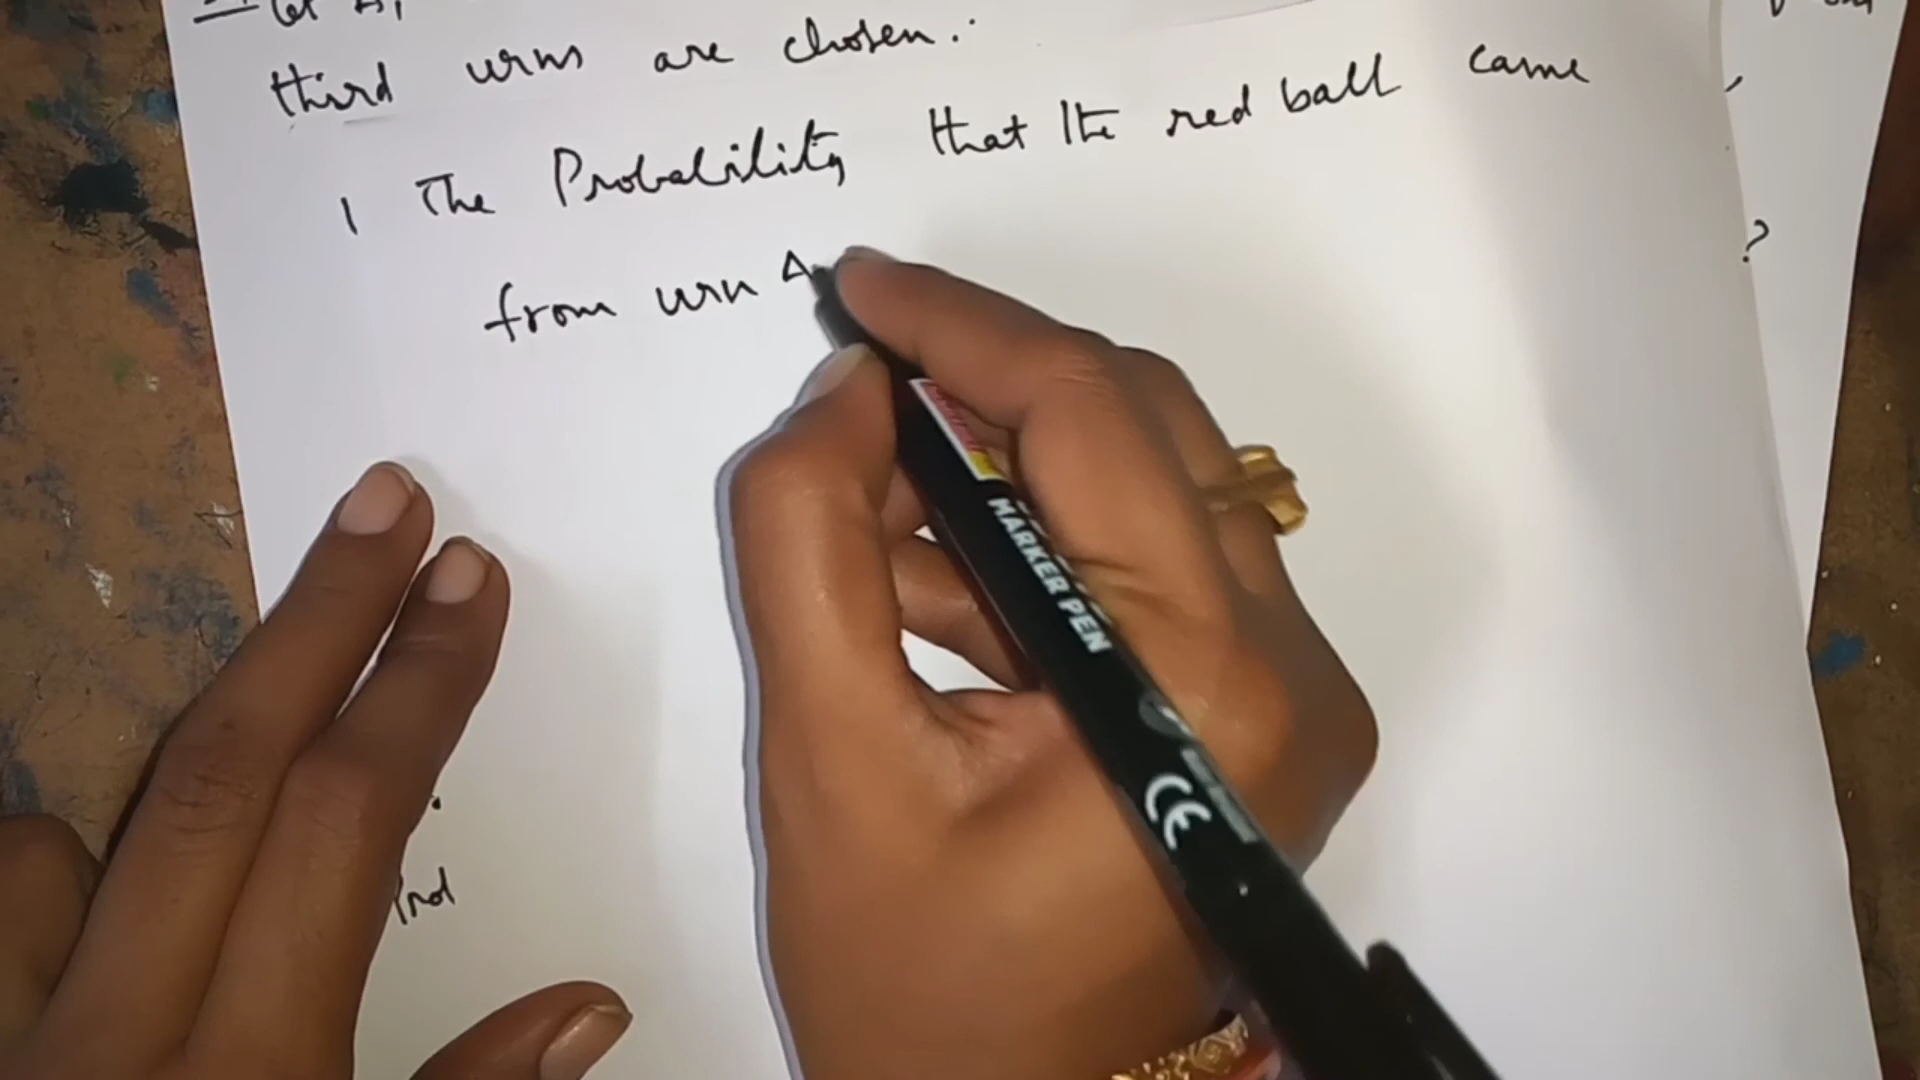 third urns are chosen.
1 The Probability that the red ball came
from urn A
?
MARKER PEN
CE